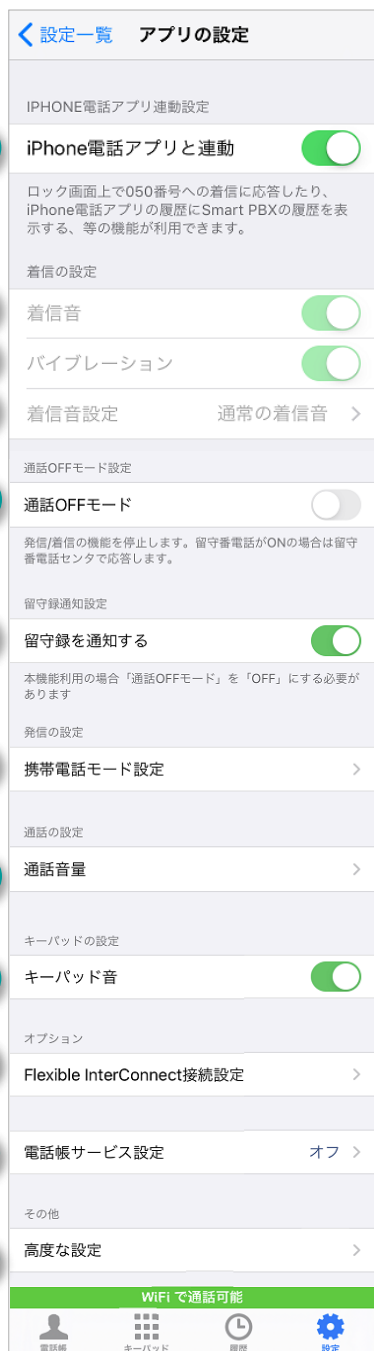 設定一覧 アプリの設定
IPHONE電話アプリ連動設定
iPhone電話アプリと連動
ロック画面上で050番号への着信に応答したり、
iPhone電話アプリの履歴にSmart PBXの履歴を表
示する、等の機能が利用できます。
着信の設定
着信音
バイブレーション
着信音設定 通常の着信音
通話OFFモード設定
通話OFFモード
発信/着信の機能を停止します。留守番電話がONの場合は留守
番電話センタで応答します。
留守録通知設定
留守録を通知する
本機能利用の場合「通話OFFモード」を「OFF」にする必要が
あります
発信の設定
携帯電話モード設定
通話の設定
通話音量
キーパッドの設定
キーパッド音
オプション
Flexible InterConnect接続設定
電話帳サービス設定 オフ
その他
高度な設定
WiFi で通話可能
電話帳 キーパッド 履歴 設定